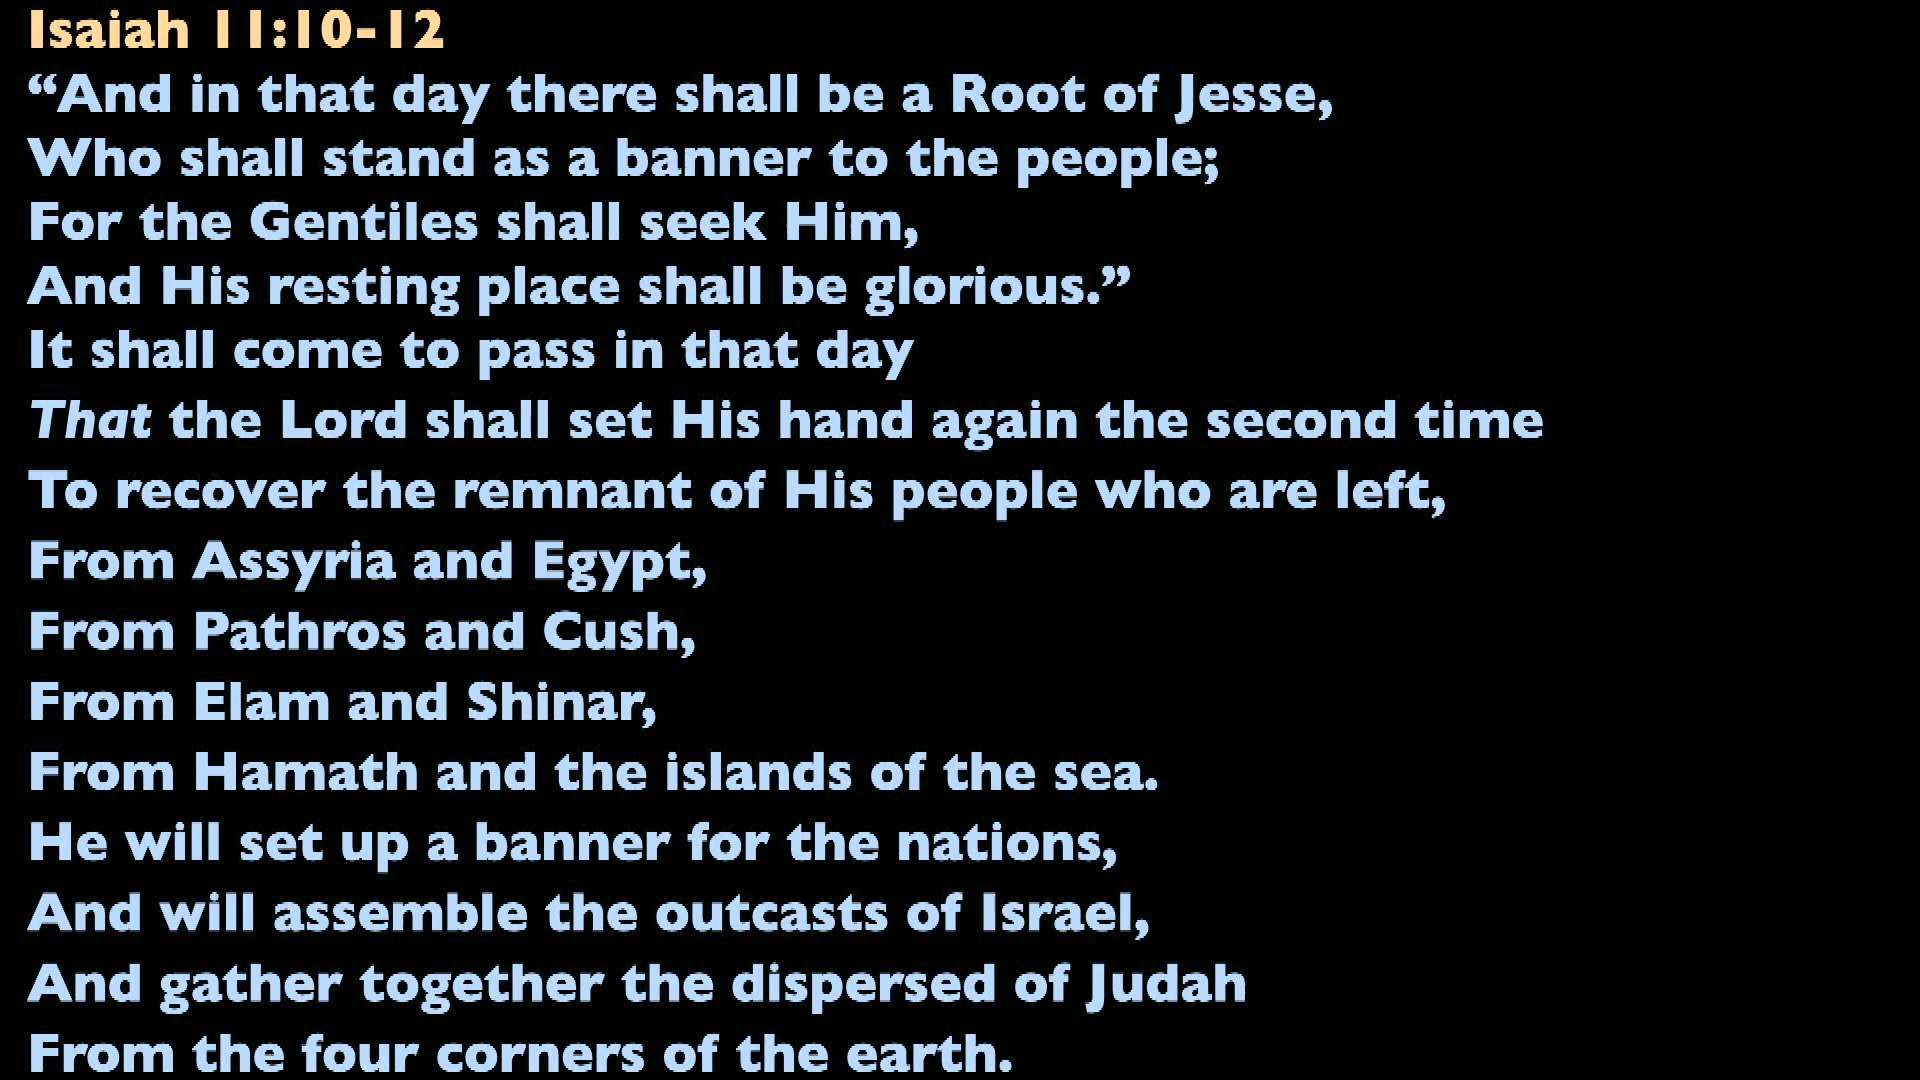 Isaiah 11:10-12
“And in that day there shall be a Root of Jesse,
Who shall stand as a banner to the people;
For the Gentiles shall seek Him,
And His resting place shall be glorious.”
It shall come to pass in that day
That the Lord shall set His hand again the second time
To recover the remnant of His people who are left,
From Assyria and Egypt,
From Pathros and Cush,
From Elam and Shinar,
From Hamath and the islands of the sea.
He will set up a banner for the nations,
And will assemble the outcasts of Israel,
And gather together the dispersed of Judah
From the four corners of the earth.